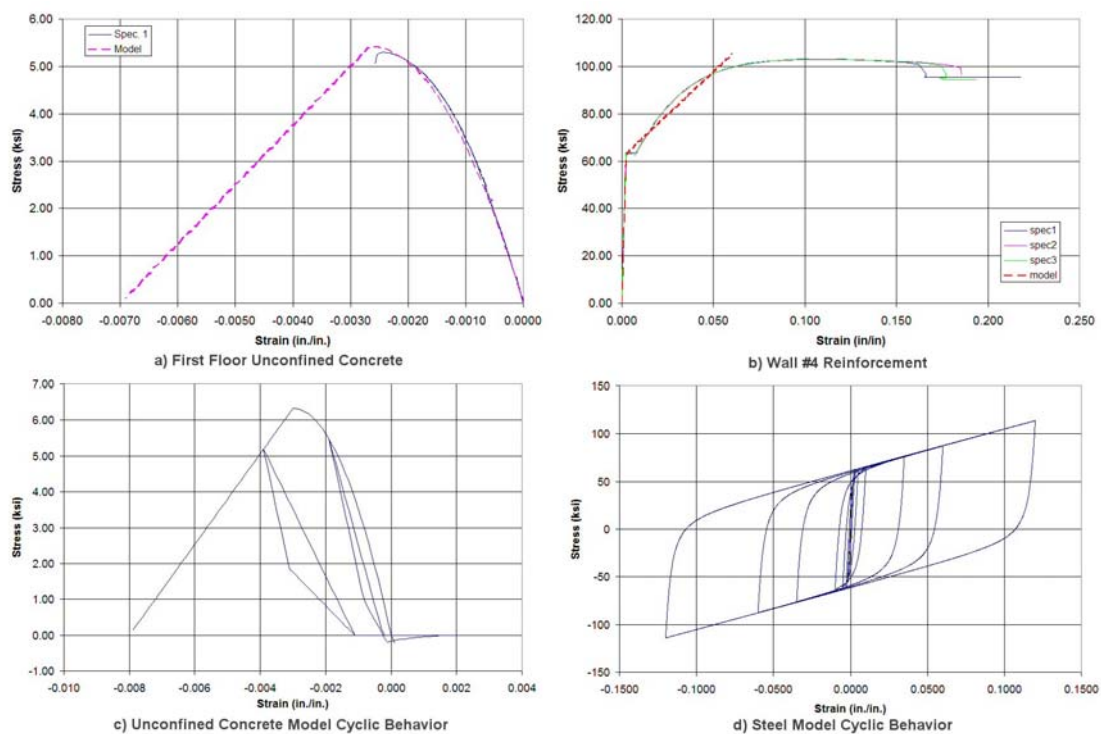 6.00
5.00
4.00
3.00
2.00
1.00
0.00
Stress (ksi)
Spec. 1
Model
-0.0080 -0.0070 -0.0060 -0.0050 -0.0040 -0.0030 -0.0020 -0.0010 0.0000
Strain (in./in.)
a) First Floor Unconfined Concrete
120.00
100.00
80.00
60.00
40.00
20.00
0.00
Stress (ksi)
spec1
spec2
spec3
model
0.000 0.050 0.100 0.150 0.200 0.250
Strain (in/in)
b) Wall #4 Reinforcement
7.00
6.00
5.00
4.00
3.00
2.00
1.00
0.00
-1.00
Stress (ksi)
-0.010 -0.008 -0.006 -0.004 -0.002 0.000 0.002 0.004
Strain (in./in.)
c) Unconfined Concrete Model Cyclic Behavior
150
100
50
0
-50
-100
-150
Stress (ksi)
-0.1500 -0.1000 -0.0500 0.0000 0.0500 0.1000 0.1500
Strain (in./in.)
d) Steel Model Cyclic Behavior